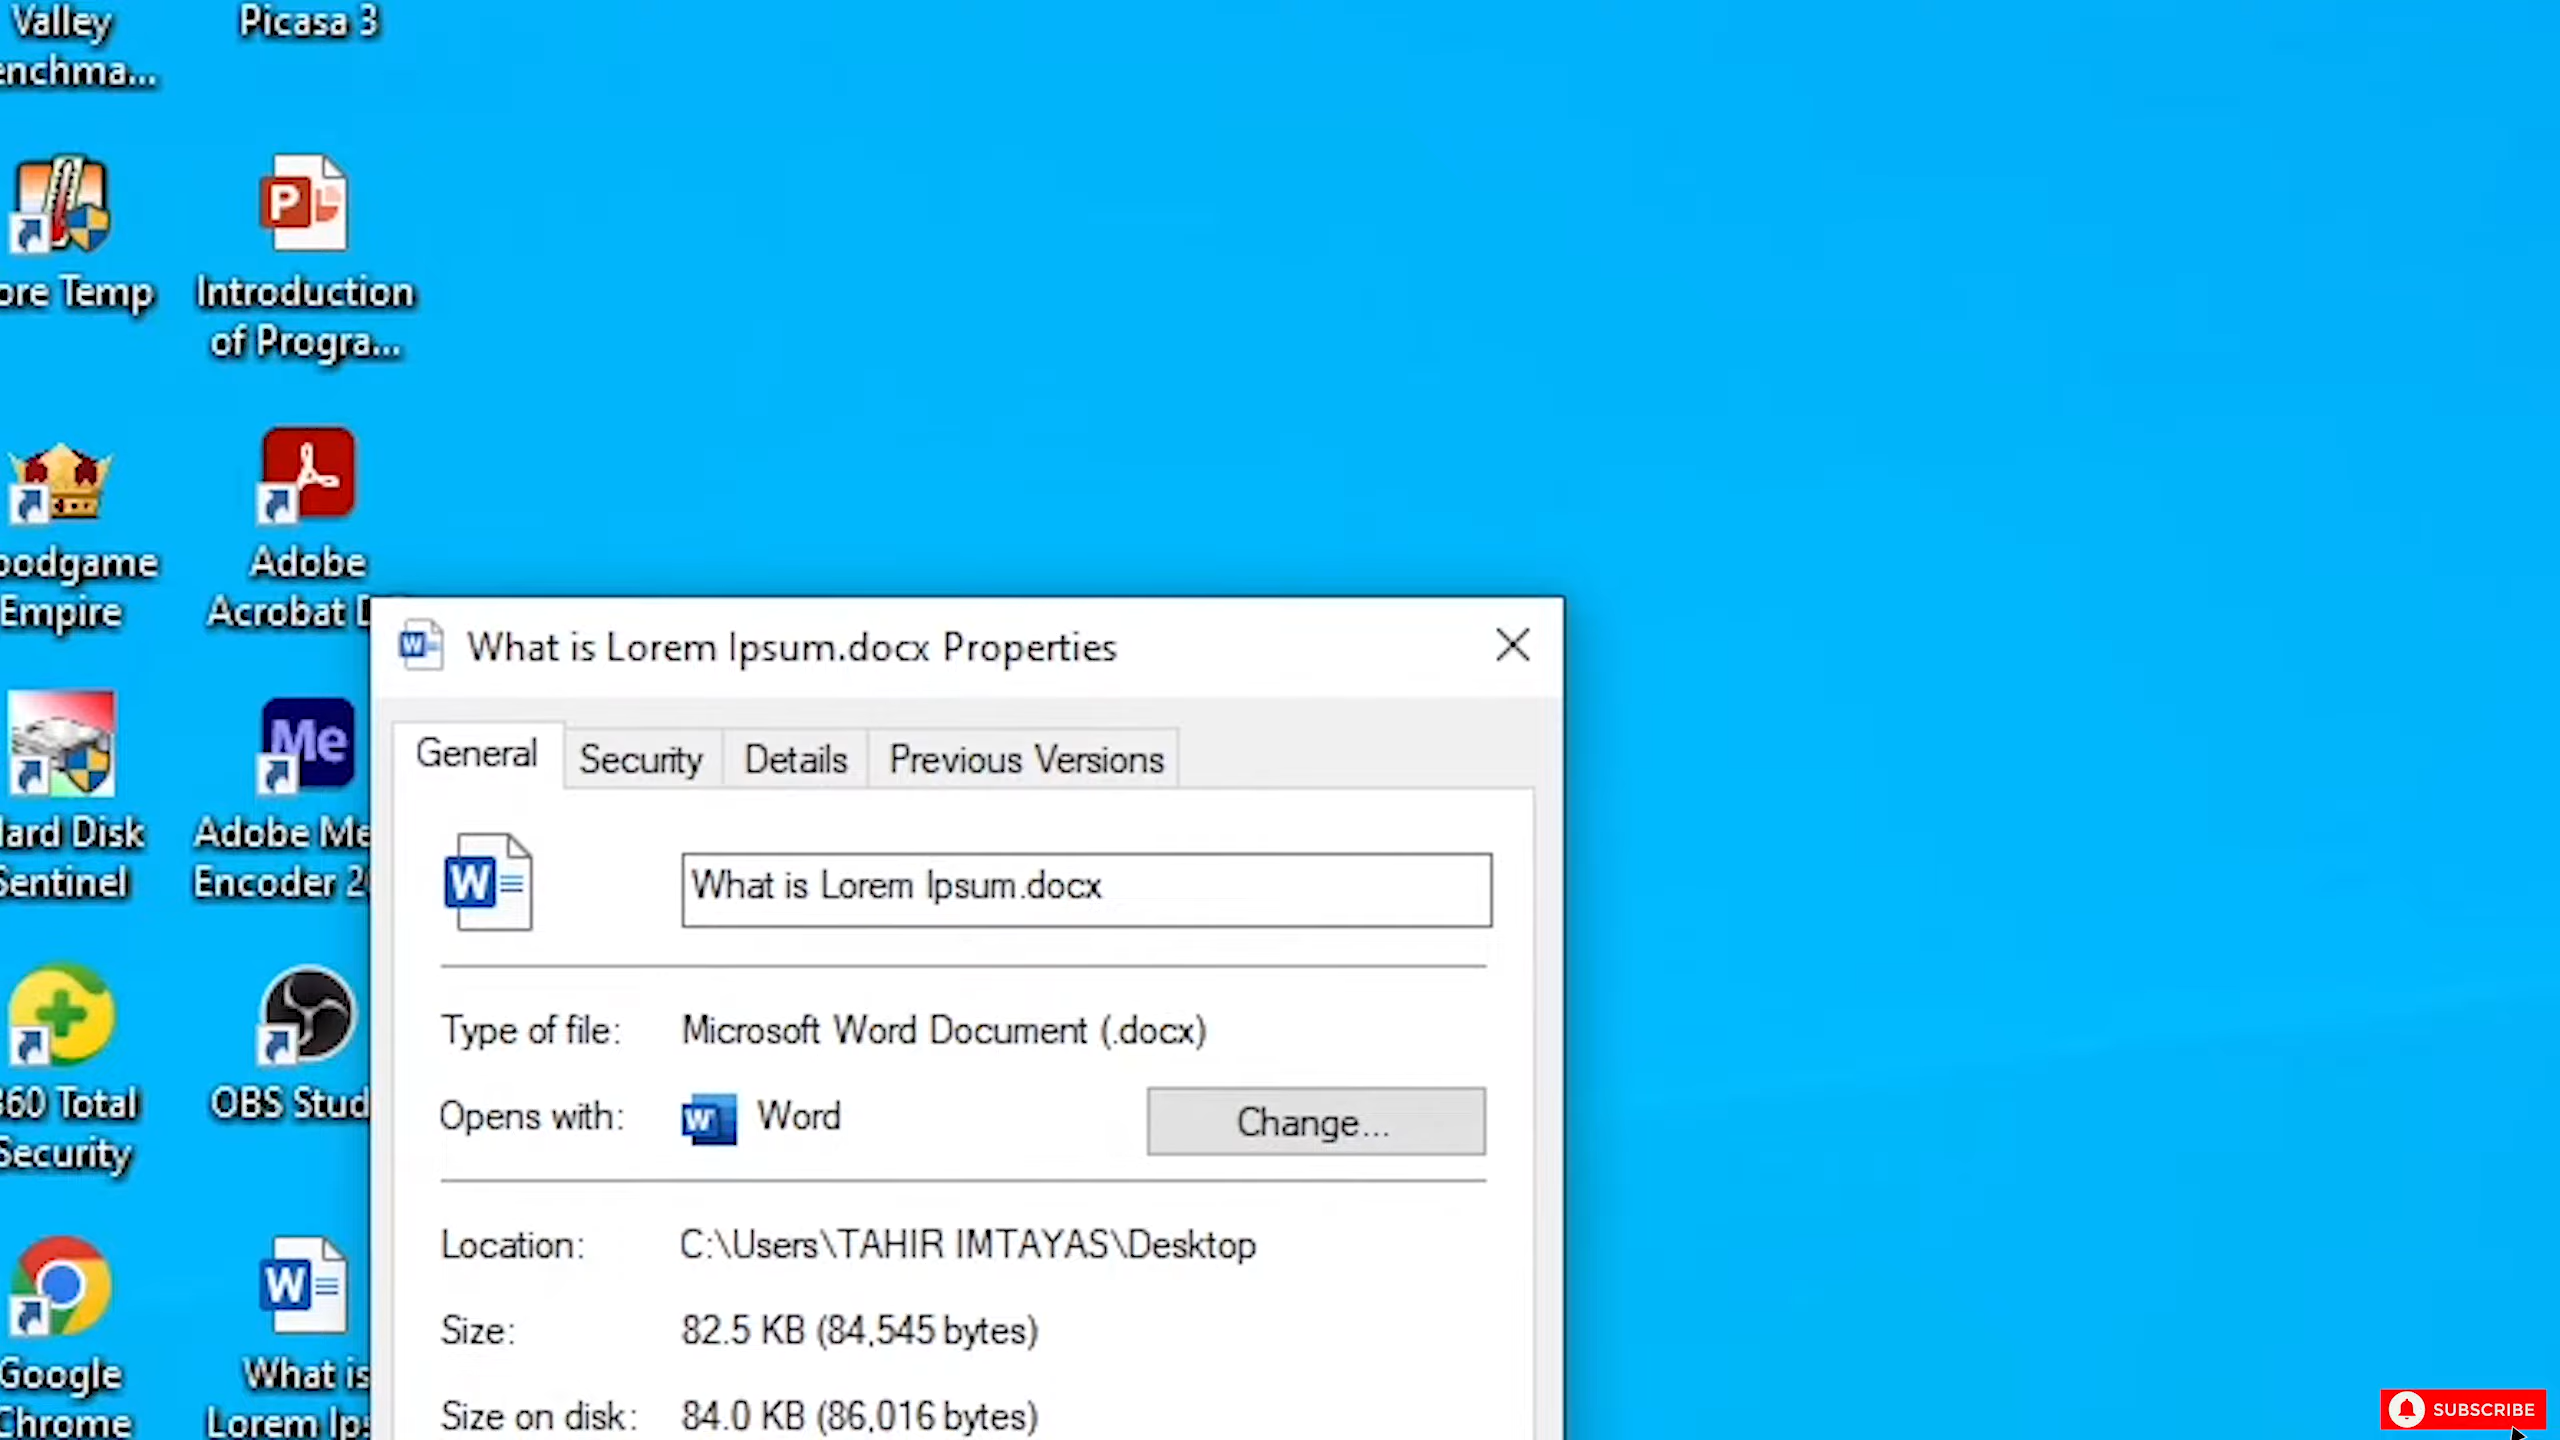 Valley
enchma...
Picasa 3
ore Temp
Introduction
of Progra...
oodgame
Empire
Adobe
Acrobat D
ard Disk
Sentinel
Adobe Me
Encoder 2
360 Total
Security
OBS Stud
Google
Chrome
What is
Lorem Ips
What is Lorem Ipsum.docx Properties
General Security Details Previous Versions
What is Lorem Ipsum.docx
Type of file: Microsoft Word Document (.docx)
Opens with: Word Change...
Location: C:\Users\TAHIR IMTAYAS\Desktop
Size: 82.5 KB (84,545 bytes)
Size on disk: 84.0 KB (86,016 bytes)
SUBSCRIBE